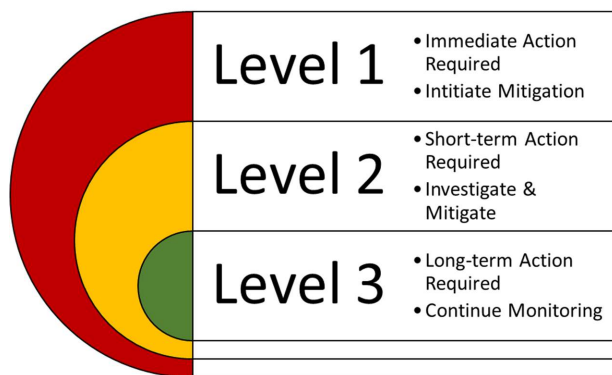 Level 1
• Immediate Action
Required
• Intitiate Mitigation
Level 2
• Short-term Action
Required
• Investigate &
Mitigate
Level 3
• Long-term Action
Required
• Continue Monitoring